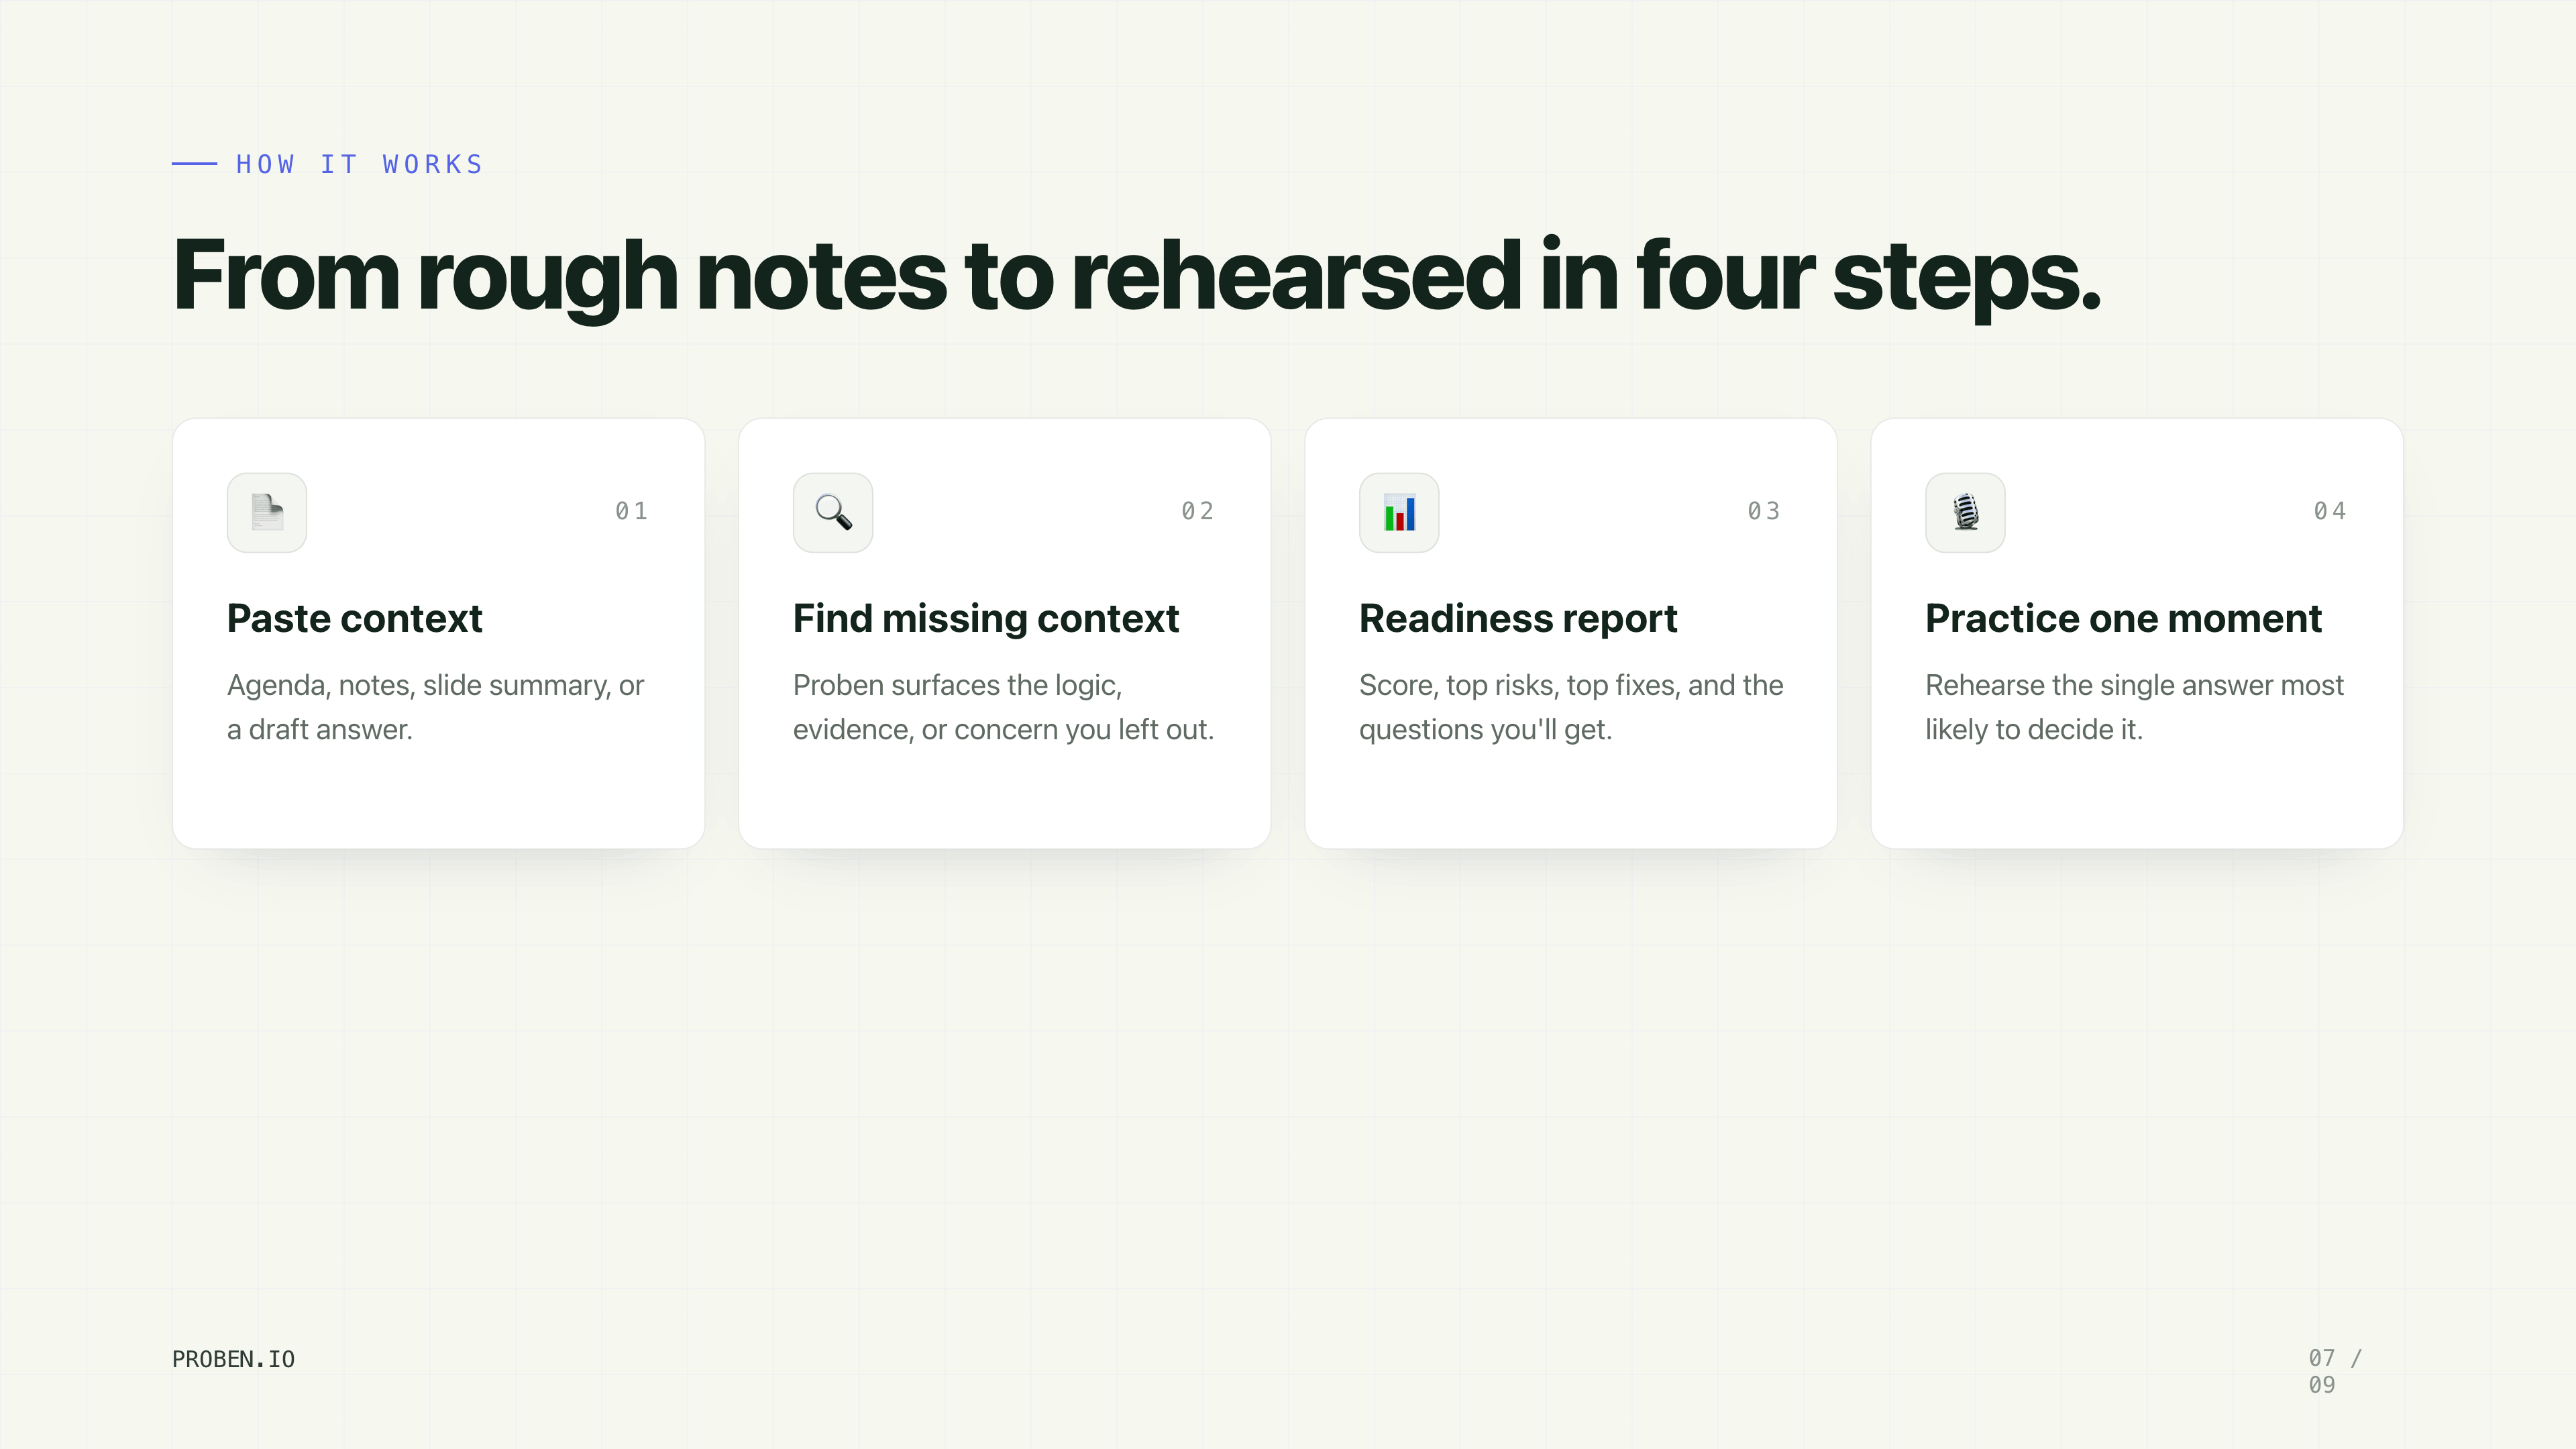 HOW IT WORKS
From rough notes to rehearsed in four steps.
01
Paste context
Agenda, notes, slide summary, or
a draft answer.
02
Find missing context
Proben surfaces the logic,
evidence, or concern you left out.
03
Readiness report
Score, top risks, top fixes, and the
questions you'll get.
04
Practice one moment
Rehearse the single answer most
likely to decide it.
PROBEN.IO
07 /
09